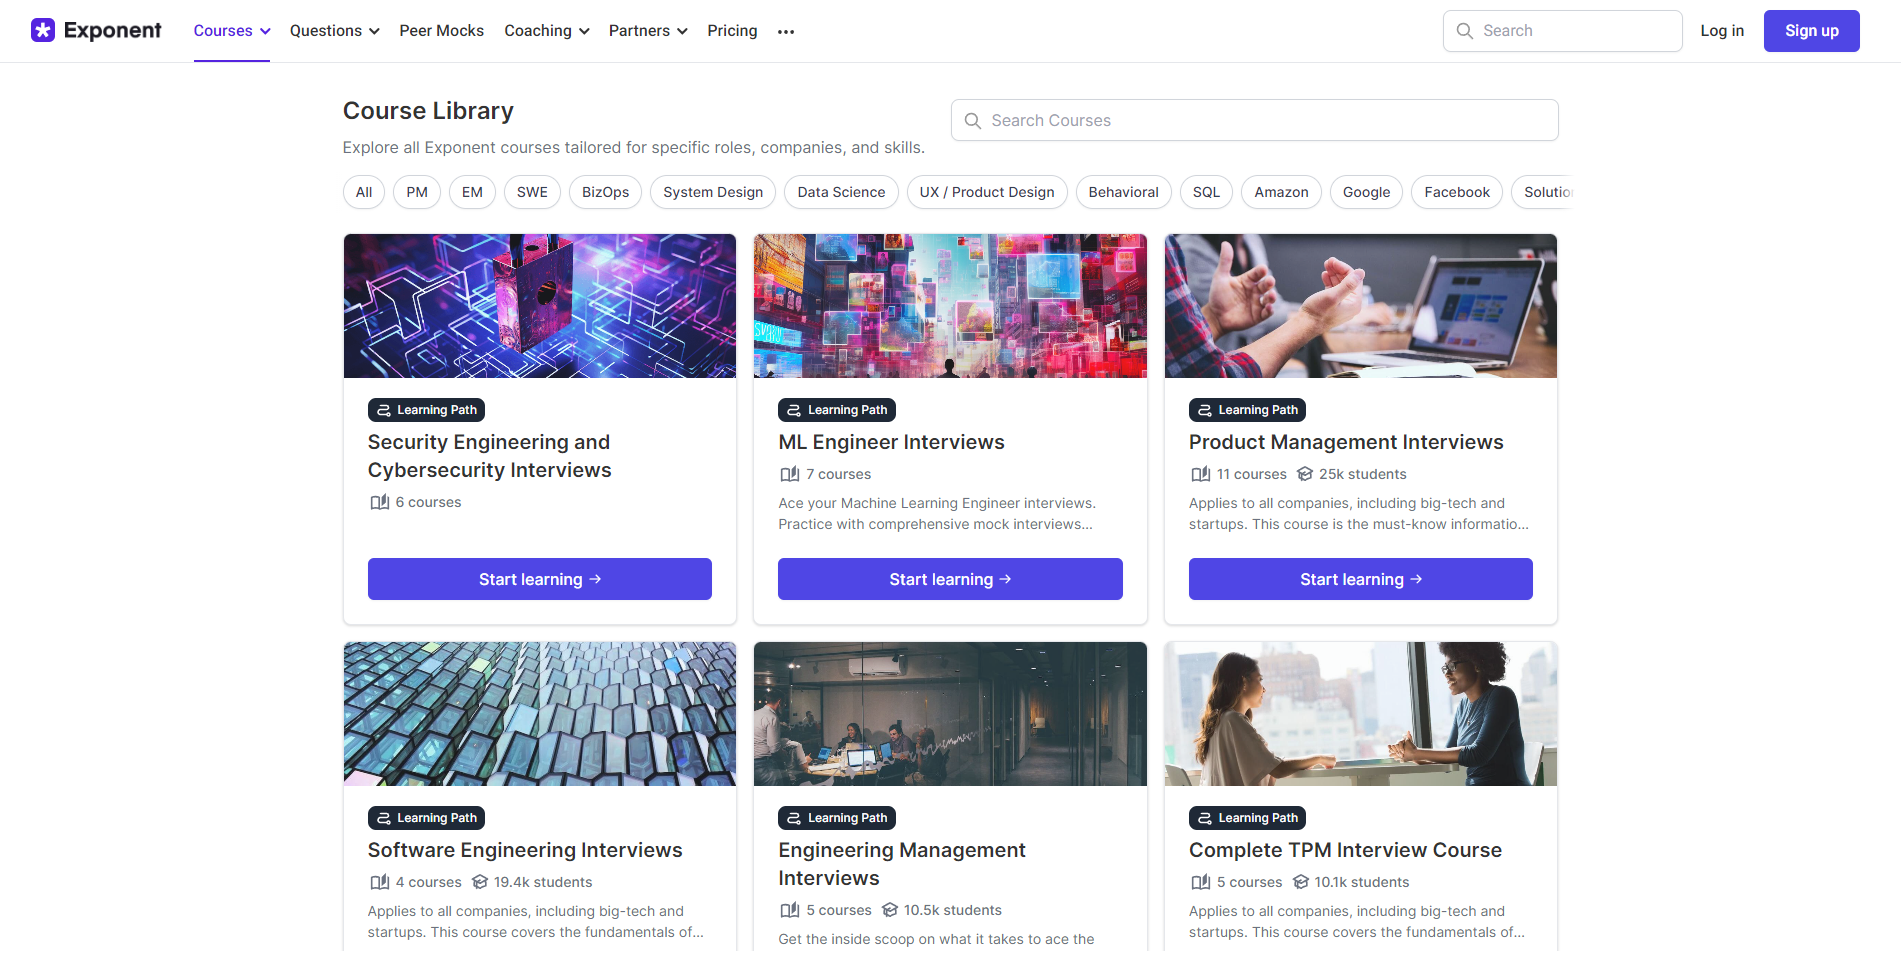 Exponent
Courses Questions Peer Mocks Coaching Partners Pricing
Search
Log in
Sign up
Course Library
Search Courses
Explore all Exponent courses tailored for specific roles, companies, and skills.
All PM EM SWE BizOps System Design Data Science UX / Product Design Behavioral SQL Amazon Google Facebook Solutio
Learning Path
Security Engineering and
Cybersecurity Interviews
6 courses
Start learning →
Learning Path
ML Engineer Interviews
7 courses
Ace your Machine Learning Engineer interviews.
Practice with comprehensive mock interviews...
Start learning →
Learning Path
Product Management Interviews
11 courses 25k students
Applies to all companies, including big-tech and
startups. This course is the must-know informatio...
Start learning →
Learning Path
Software Engineering Interviews
4 courses 19.4k students
Applies to all companies, including big-tech and
startups. This course covers the fundamentals of...
Learning Path
Engineering Management
Interviews
5 courses 10.5k students
Get the inside scoop on what it takes to ace the
Learning Path
Complete TPM Interview Course
5 courses 10.1k students
Applies to all companies, including big-tech and
startups. This course covers the fundamentals of...